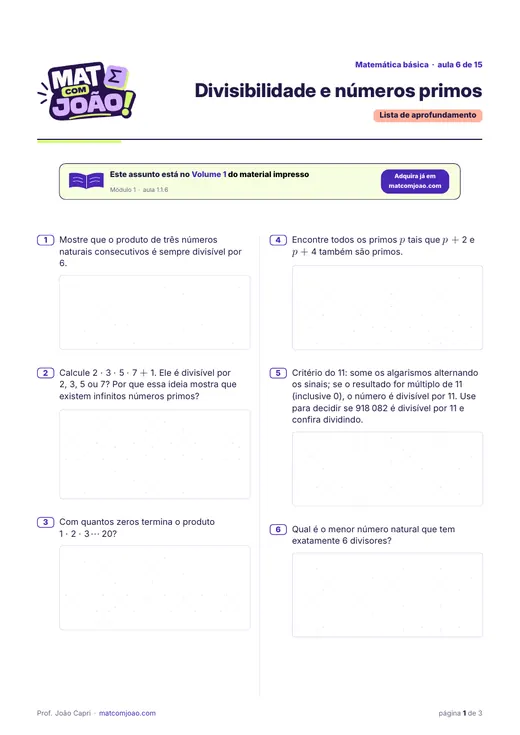 MAT
COM
JOÃO!
Σ
Matemática básica · aula 6 de 15
Divisibilidade e números primos
Lista de aprofundamento
Este assunto está no Volume 1 do material impresso
Módulo 1 · aula 1.1.6
Adquira já em
matcomjoao.com
1 Mostre que o produto de três números
naturais consecutivos é sempre divisível por
6.
2 Calcule 2 · 3 · 5 · 7 + 1. Ele é divisível por
2, 3, 5 ou 7? Por que essa ideia mostra que
existem infinitos números primos?
3 Com quantos zeros termina o produto
1 · 2 · 3 ··· 20?
4 Encontre todos os primos p tais que p + 2 e
p + 4 também são primos.
5 Critério do 11: some os algarismos alternando
os sinais; se o resultado for múltiplo de 11
(inclusive 0), o número é divisível por 11. Use
para decidir se 918 082 é divisível por 11 e
confira dividindo.
6 Qual é o menor número natural que tem
exatamente 6 divisores?
Prof. João Capri · matcomjoao.com
página 1 de 3